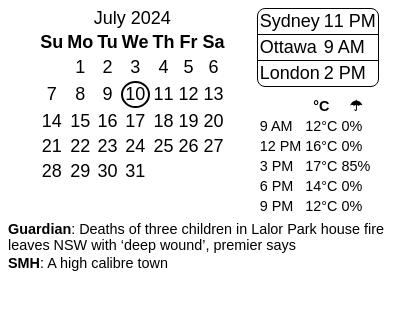 July 2024
Su Mo Tu We Th Fr Sa
1 2 3 4 5 6
7 8 9 10 11 12 13
14 15 16 17 18 19 20
21 22 23 24 25 26 27
28 29 30 31
Sydney 11 PM
Ottawa 9 AM
London 2 PM
°C ☂
9 AM 12°C 0%
12 PM 16°C 0%
3 PM 17°C 85%
6 PM 14°C 0%
9 PM 12°C 0%
Guardian: Deaths of three children in Lalor Park house fire
leaves NSW with ‘deep wound’, premier says
SMH: A high calibre town